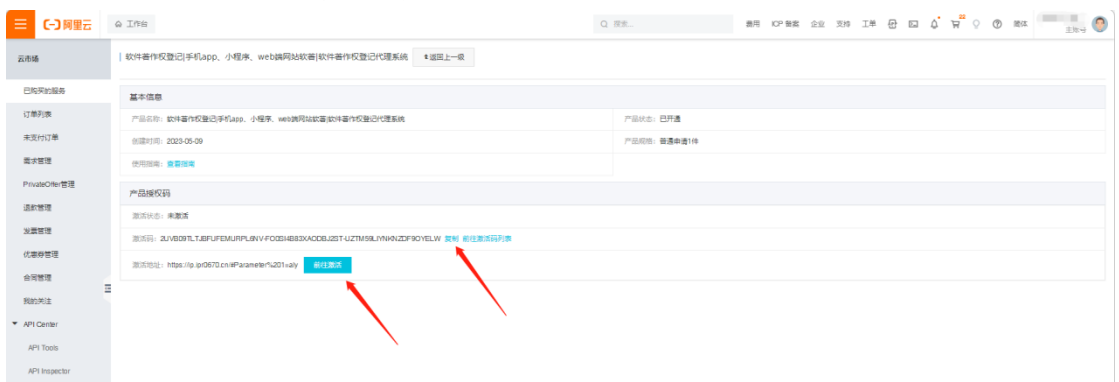 阿里云 工作台 搜索... 费用 ICP 备案 企业 支持 工单 简体
主账号
云市场
软件著作权登记|手机app、小程序、web端网站软著|软件著作权登记代理系统 返回上一级
已购买的服务
基本信息
订单列表
产品名称: 软件著作权登记|手机app、小程序、web端网站软著|软件著作权登记代理系统 产品状态: 已开通
未支付订单
创建时间: 2023-05-09 产品规格: 普通申请1件
需求管理
使用指南: 查看指南
PrivateOffer管理
产品授权码
退款管理
激活状态: 未激活
发票管理
激活码: 复制 前往激活码列表
优惠券管理
激活地址: https://ip.ipr0670.cn/#Parameter%201=aly 前往激活
合同管理
我的关注
API Center
API Tools
API Inspector